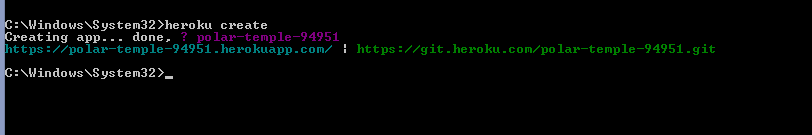 C:\Windows\System32>heroku create
Creating app... done, ? polar-temple-94951
https://polar-temple-94951.herokuapp.com/ | https://git.heroku.com/polar-temple-94951.git
C:\Windows\System32>_